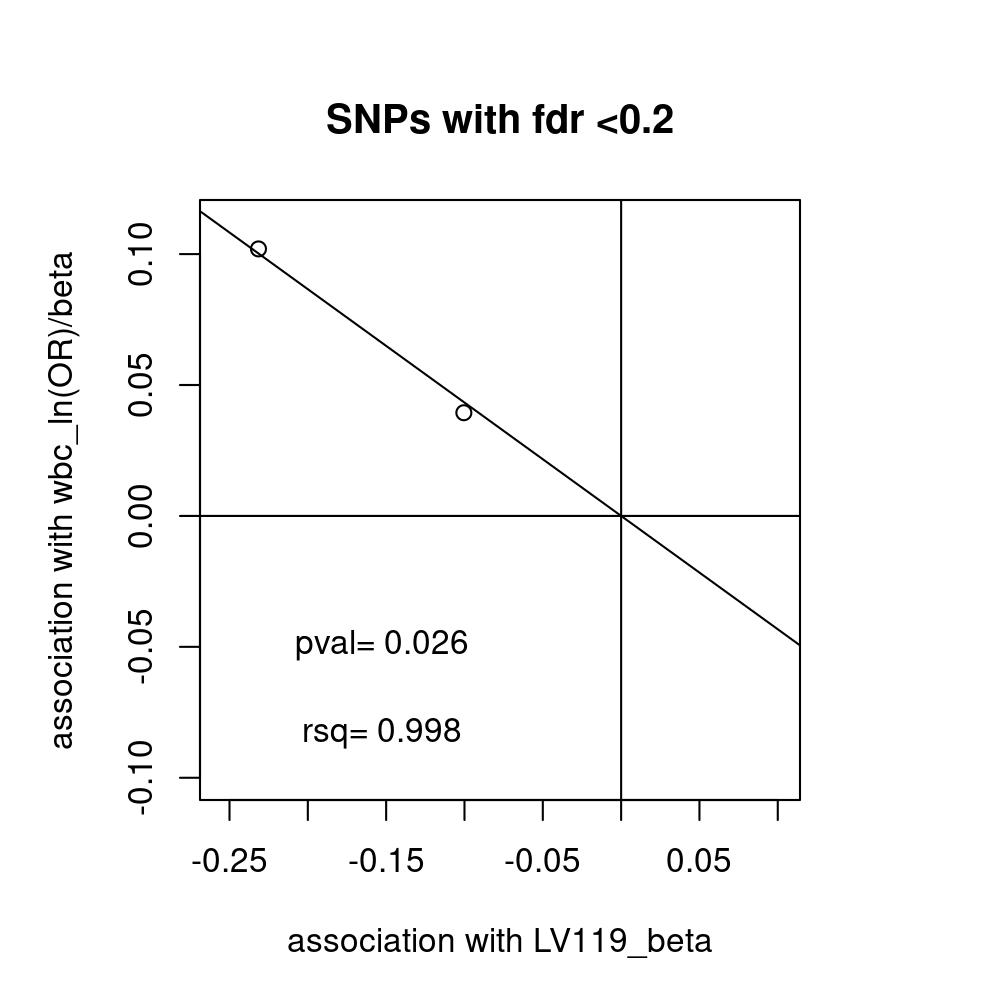 SNPs with fdr <0.2
association with wbc_ln(OR)/beta
0.10
0.05
0.00
-0.05
-0.10
pval= 0.026
rsq= 0.998
-0.25 -0.15 -0.05 0.05
association with LV119_beta